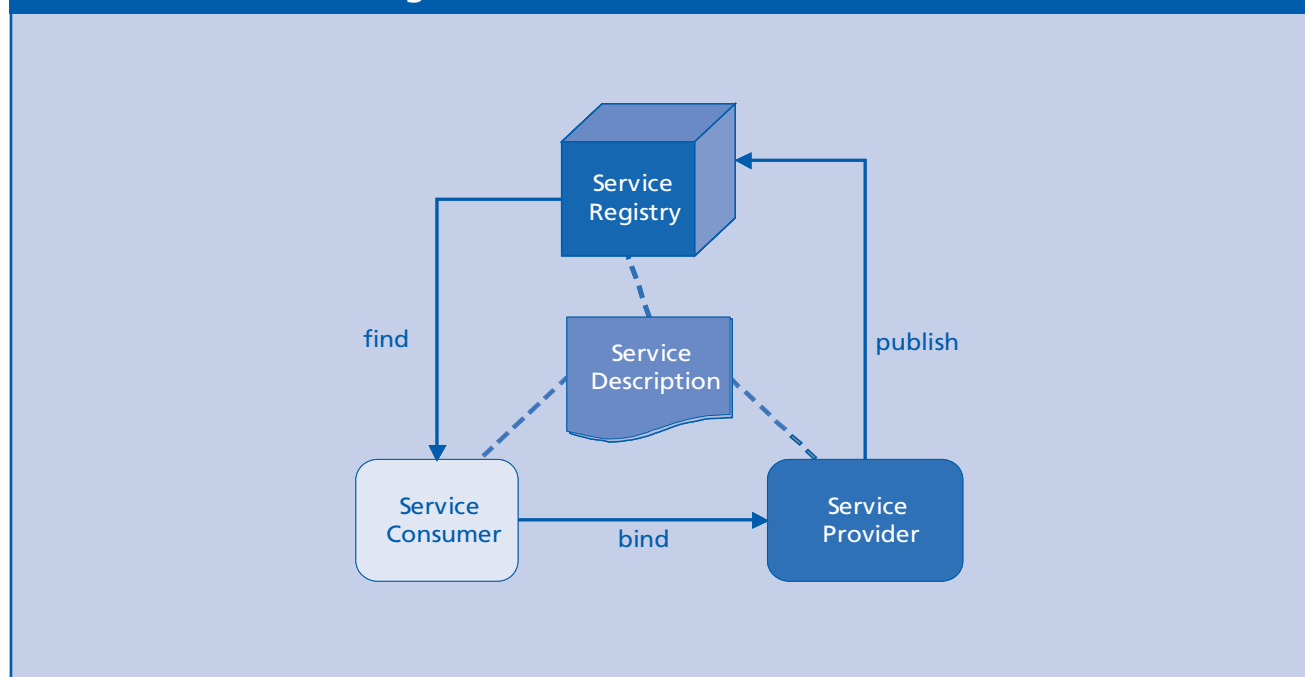 Service
Registry
find
publish
Service
Description
Service
Consumer
bind
Service
Provider